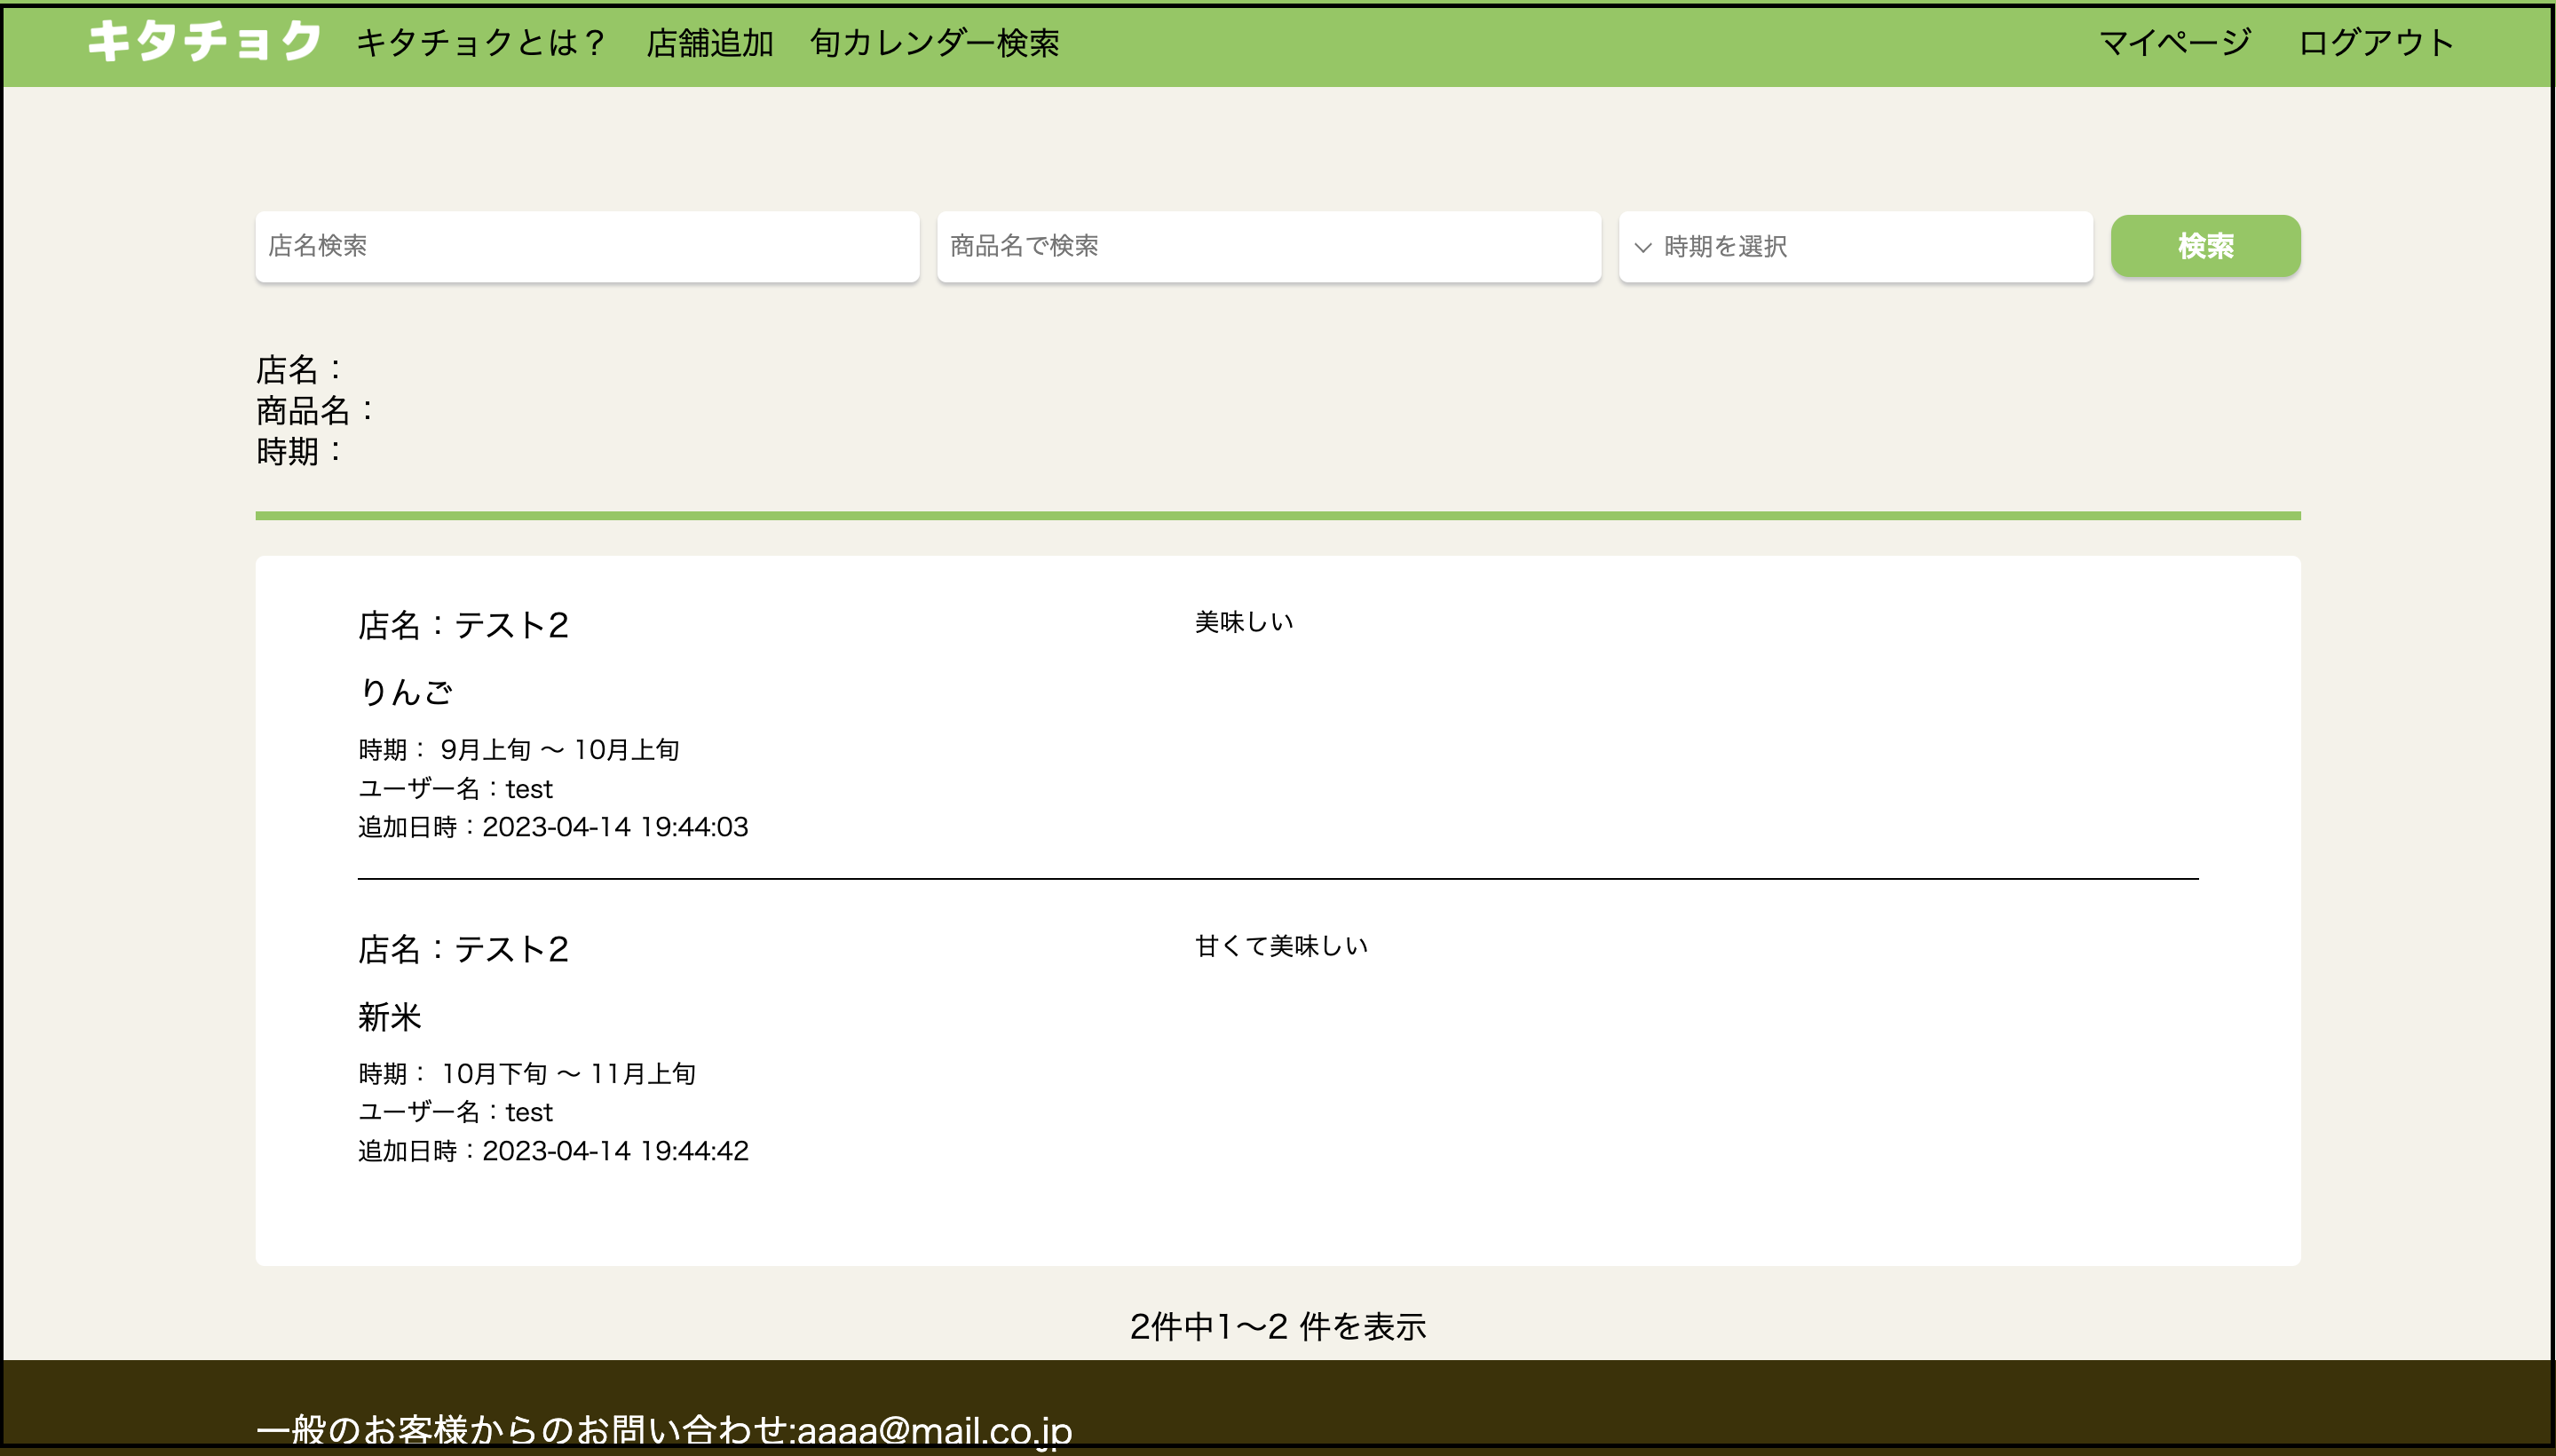 キタチョク キタチョクとは？ 店舗追加 旬カレンダー検索 マイページ ログアウト
店名検索 商品名で検索 時期を選択 検索
店名：
商品名：
時期：
店名：テスト2 美味しい
りんご
時期： 9月上旬 〜 10月上旬
ユーザー名：test
追加日時：2023-04-14 19:44:03
店名：テスト2 甘くて美味しい
新米
時期： 10月下旬 〜 11月上旬
ユーザー名：test
追加日時：2023-04-14 19:44:42
2件中1〜2 件を表示
一般のお客様からのお問い合わせ:aaaa@mail.co.jp